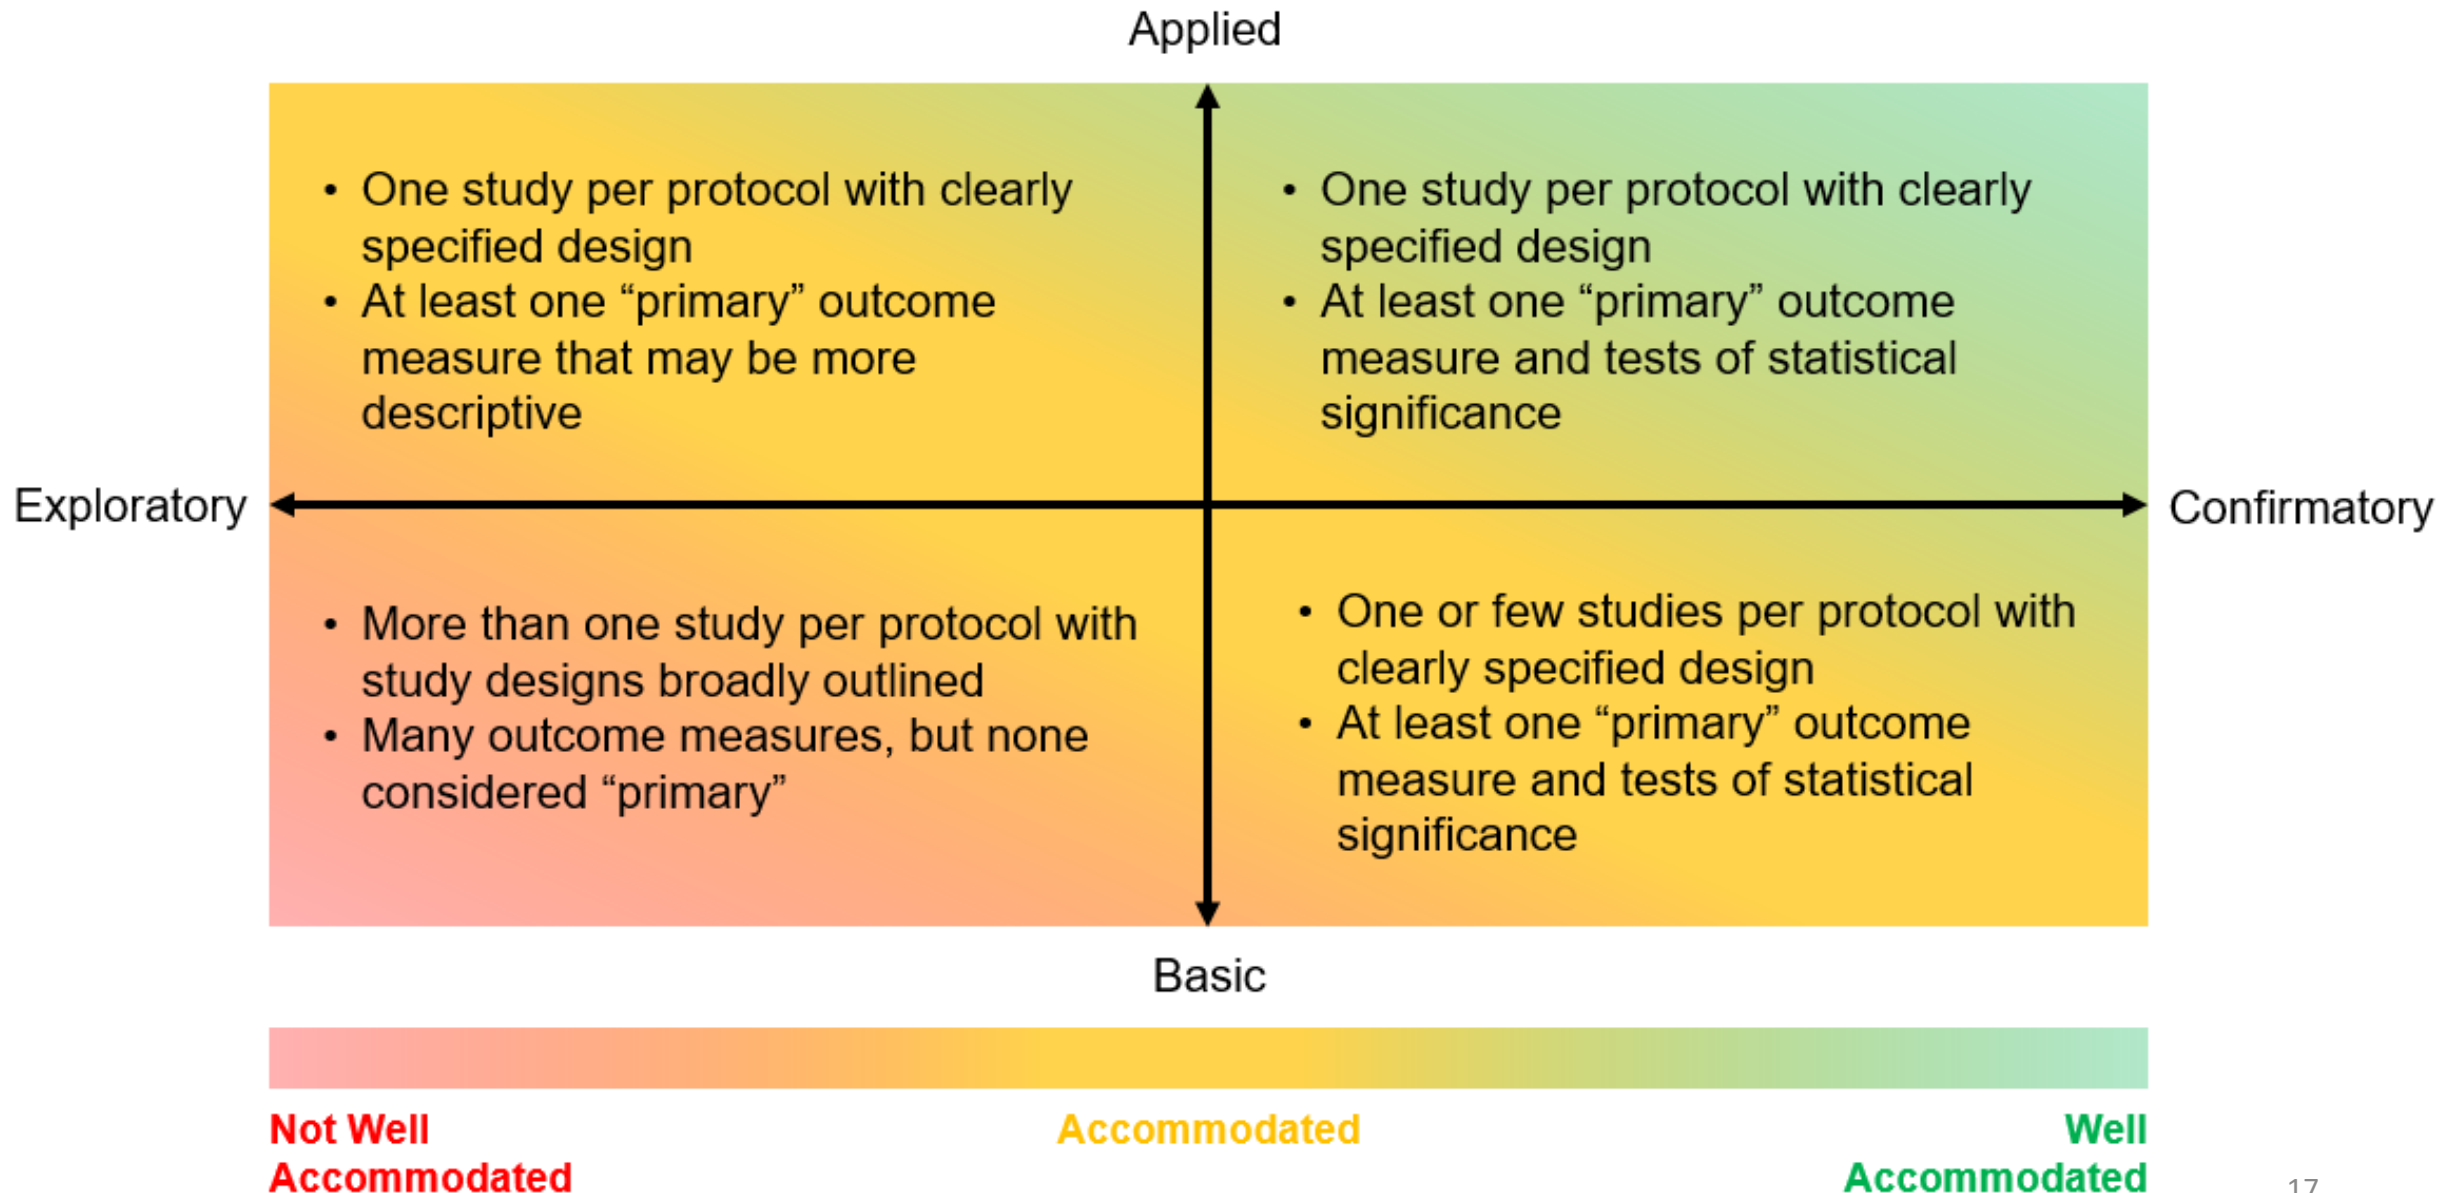 Applied
• One study per protocol with clearly
specified design
• At least one “primary” outcome
measure that may be more
descriptive
• One study per protocol with clearly
specified design
• At least one “primary” outcome
measure and tests of statistical
significance
Exploratory
Confirmatory
• More than one study per protocol with
study designs broadly outlined
• Many outcome measures, but none
considered “primary”
• One or few studies per protocol with
clearly specified design
• At least one “primary” outcome
measure and tests of statistical
significance
Basic
Not Well
Accommodated
Accommodated
Well
Accommodated
17